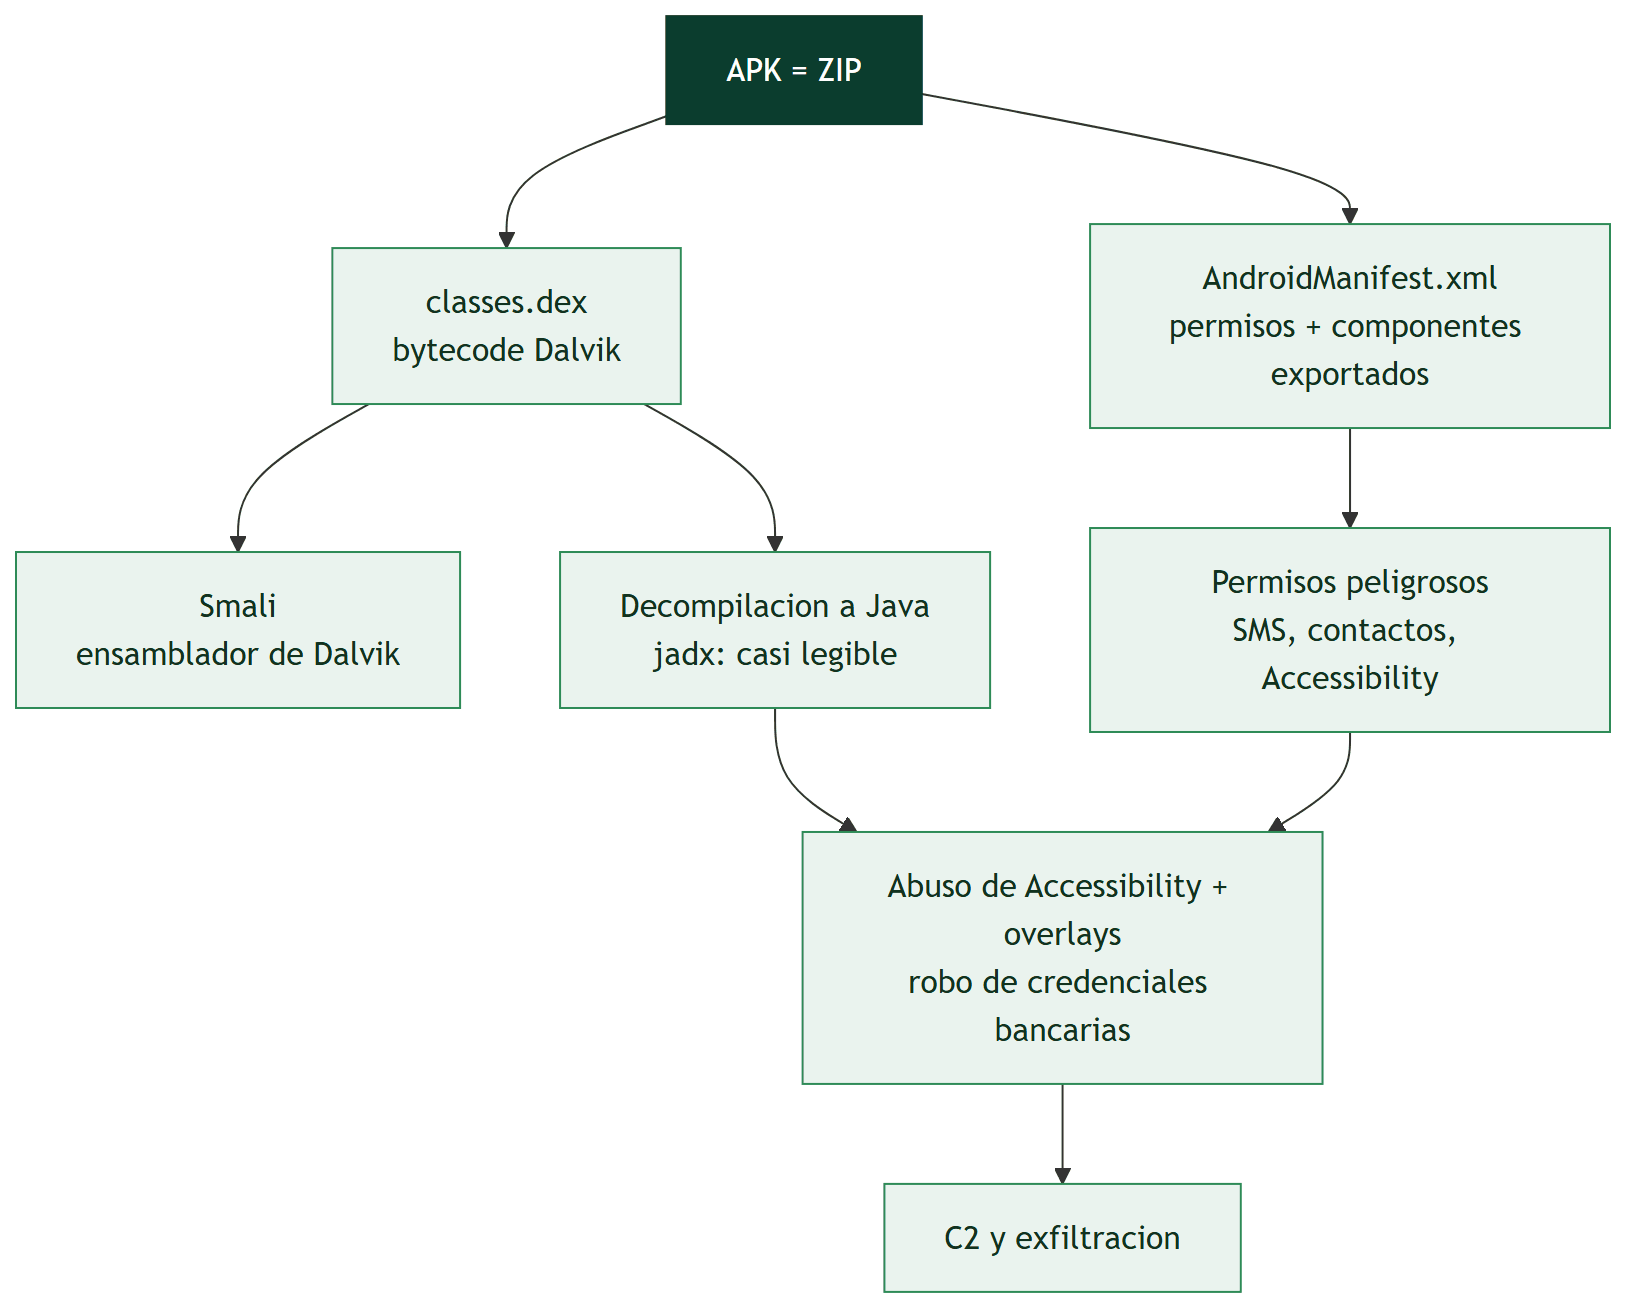 APK = ZIP
classes.dex
bytecode Dalvik
AndroidManifest.xml
permisos + componentes
exportados
Smali
ensamblador de Dalvik
Decompilacion a Java
jadx: casi legible
Permisos peligrosos
SMS, contactos,
Accessibility
Abuso de Accessibility +
overlays
robo de credenciales
bancarias
C2 y exfiltracion